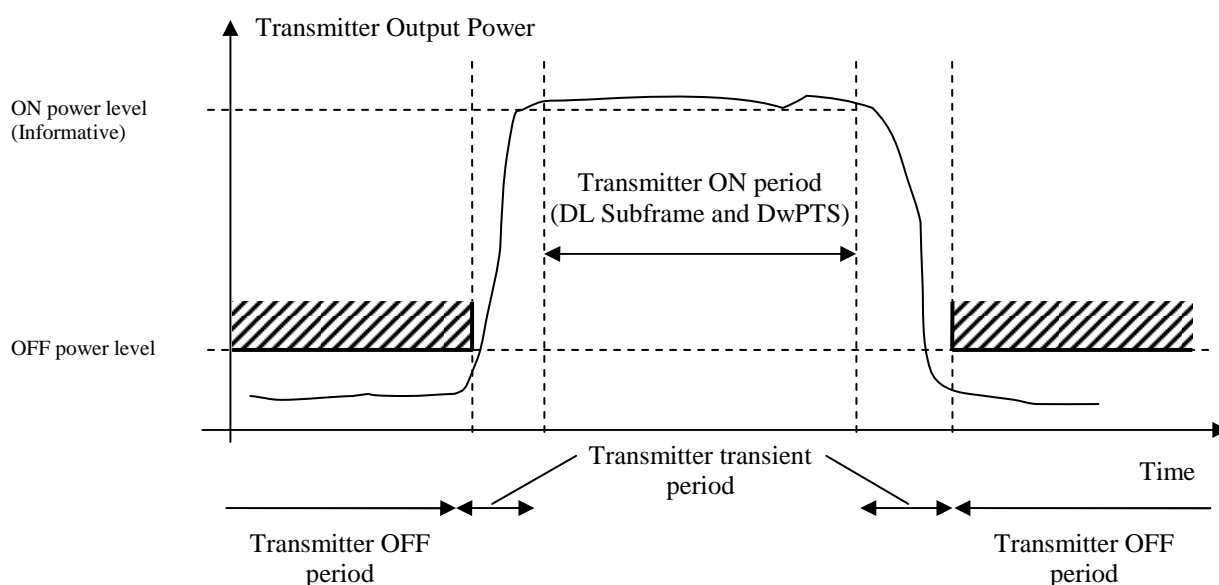 Transmitter Output Power
ON power level
(Informative)
Transmitter ON period
(DL Subframe and DwPTS)
OFF power level
Transmitter transient
period
Time
Transmitter OFF
period
Transmitter OFF
period